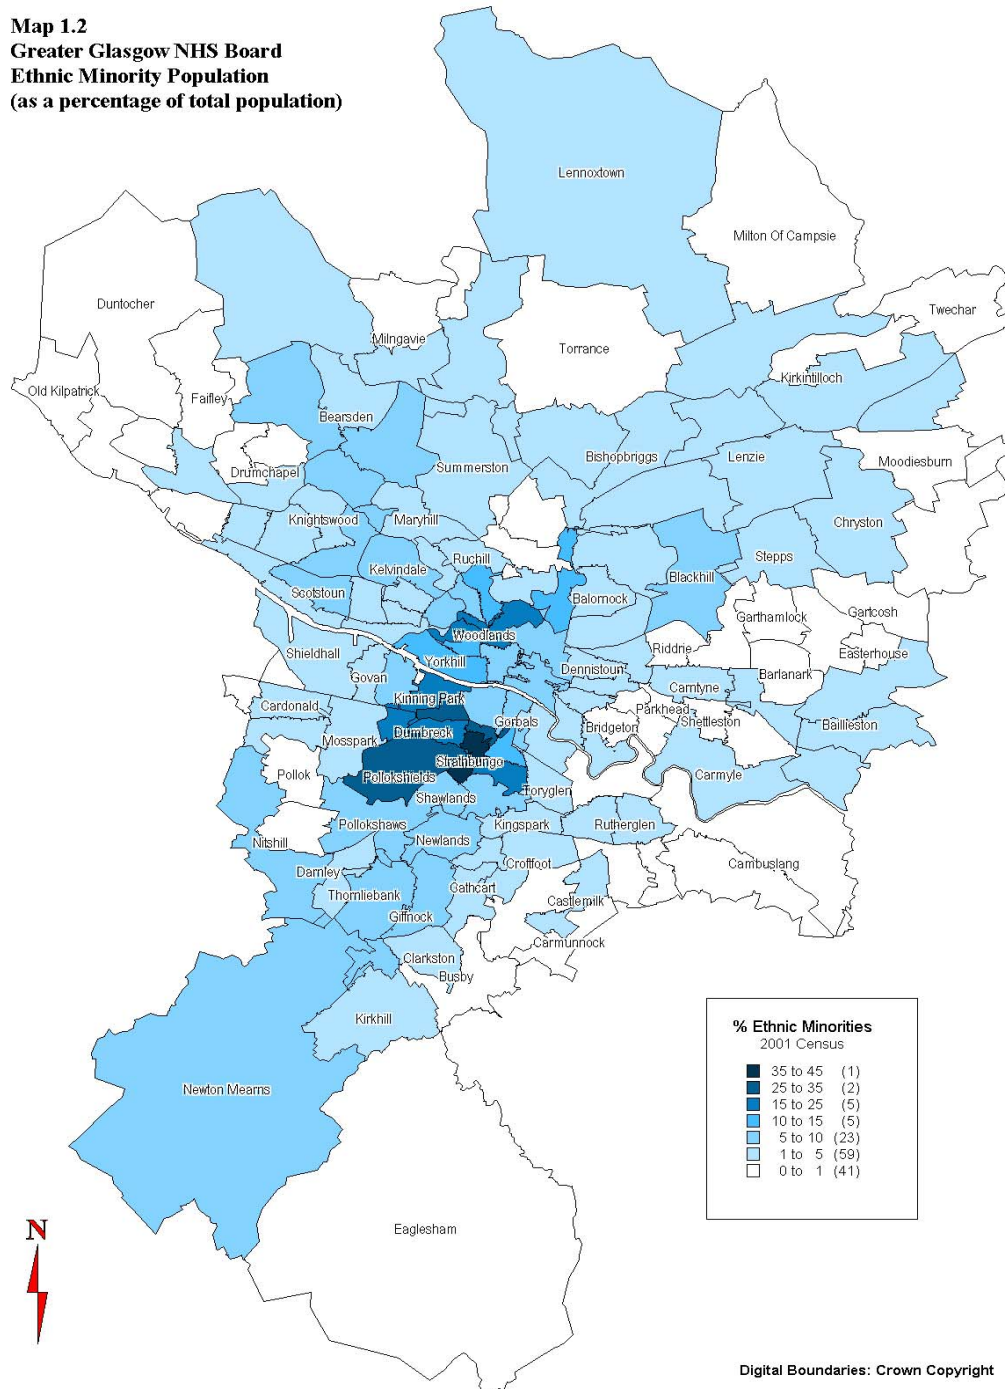 Map 1.2
Greater Glasgow NHS Board
Ethnic Minority Population
(as a percentage of total population)
Lennoxtown
Milton Of Campsie
Duntocher
Twechar
Milngavie
Torrance
Kirkintilloch
Old Kilpatrick
Faifley
Bearsden
Bishopbriggs
Lenzie
Moodiesburn
Drumchapel
Summerston
Knightswood
Maryhill
Chryston
Ruchill
Stepps
Kelvindale
Blackhill
Scotstoun
Balornock
Garthamlock
Gartcosh
Woodlands
Riddrie
Easterhouse
Shieldhall
Yorkhill
Dennistoun
Govan
Barlanark
Carntyne
Kinning Park
Cardonald
Parkhead
Gorbals
Bridgeton
Shettleston
Baillieston
Dumbreck
Mosspark
Strathbungo
Pollok
Pollokshields
Carmyle
Toryglen
Shawlands
Pollokshaws
Kingspark
Rutherglen
Nitshill
Newlands
Croftfoot
Cambuslang
Darnley
Cathcart
Thornliebank
Castlemilk
Giffnock
Carmunnock
Clarkston
Busby
Kirkhill
Newton Mearns
Eaglesham
% Ethnic Minorities
2001 Census
35 to 45 (1)
25 to 35 (2)
15 to 25 (5)
10 to 15 (5)
5 to 10 (23)
1 to 5 (59)
0 to 1 (41)
N
Digital Boundaries: Crown Copyright